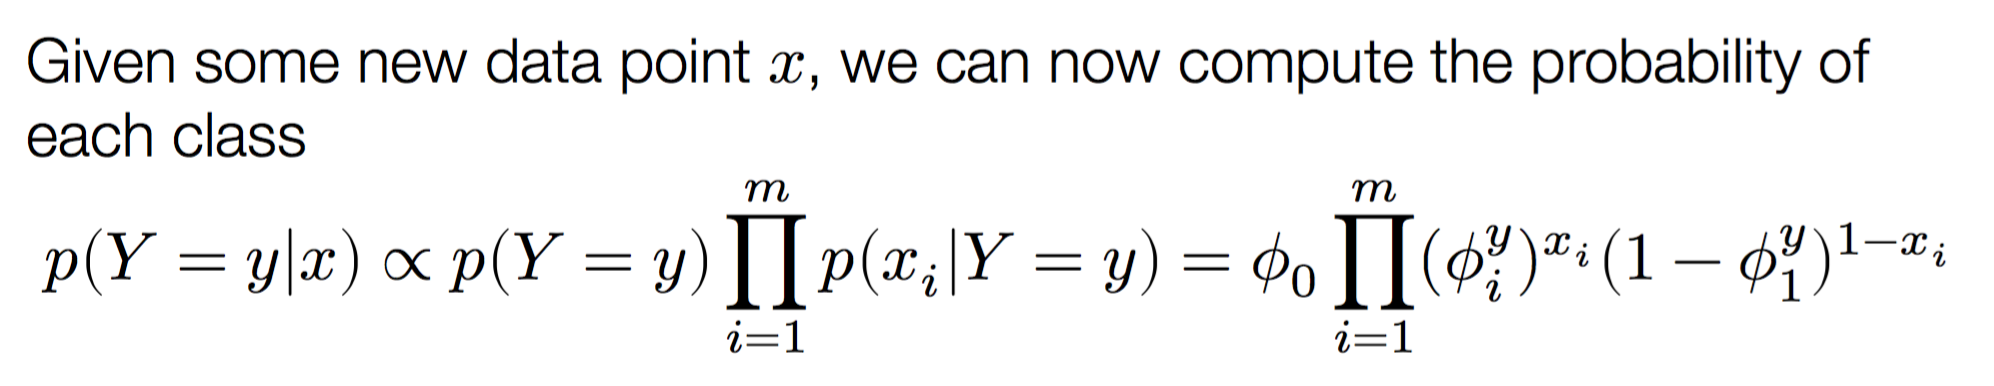 Given some new data point x, we can now compute the probability of
each class
p(Y = y|x) ∝ p(Y = y) ∏_{i=1}^{m} p(x_i|Y = y) = ϕ_0 ∏_{i=1}^{m} (ϕ_i^y)^{x_i} (1 − ϕ_1^y)^{1−x_i}